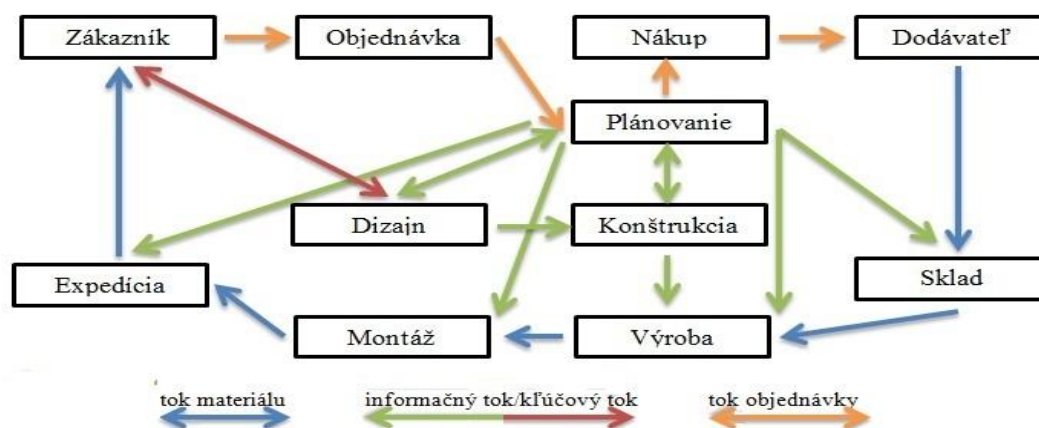 Zákazník
Objednávka
Nákup
Dodávateľ
Plánovanie
Dizajn
Konštrukcia
Expedícia
Sklad
Montáž
Výroba
tok materiálu
informačný tok/kľúčový tok
tok objednávky